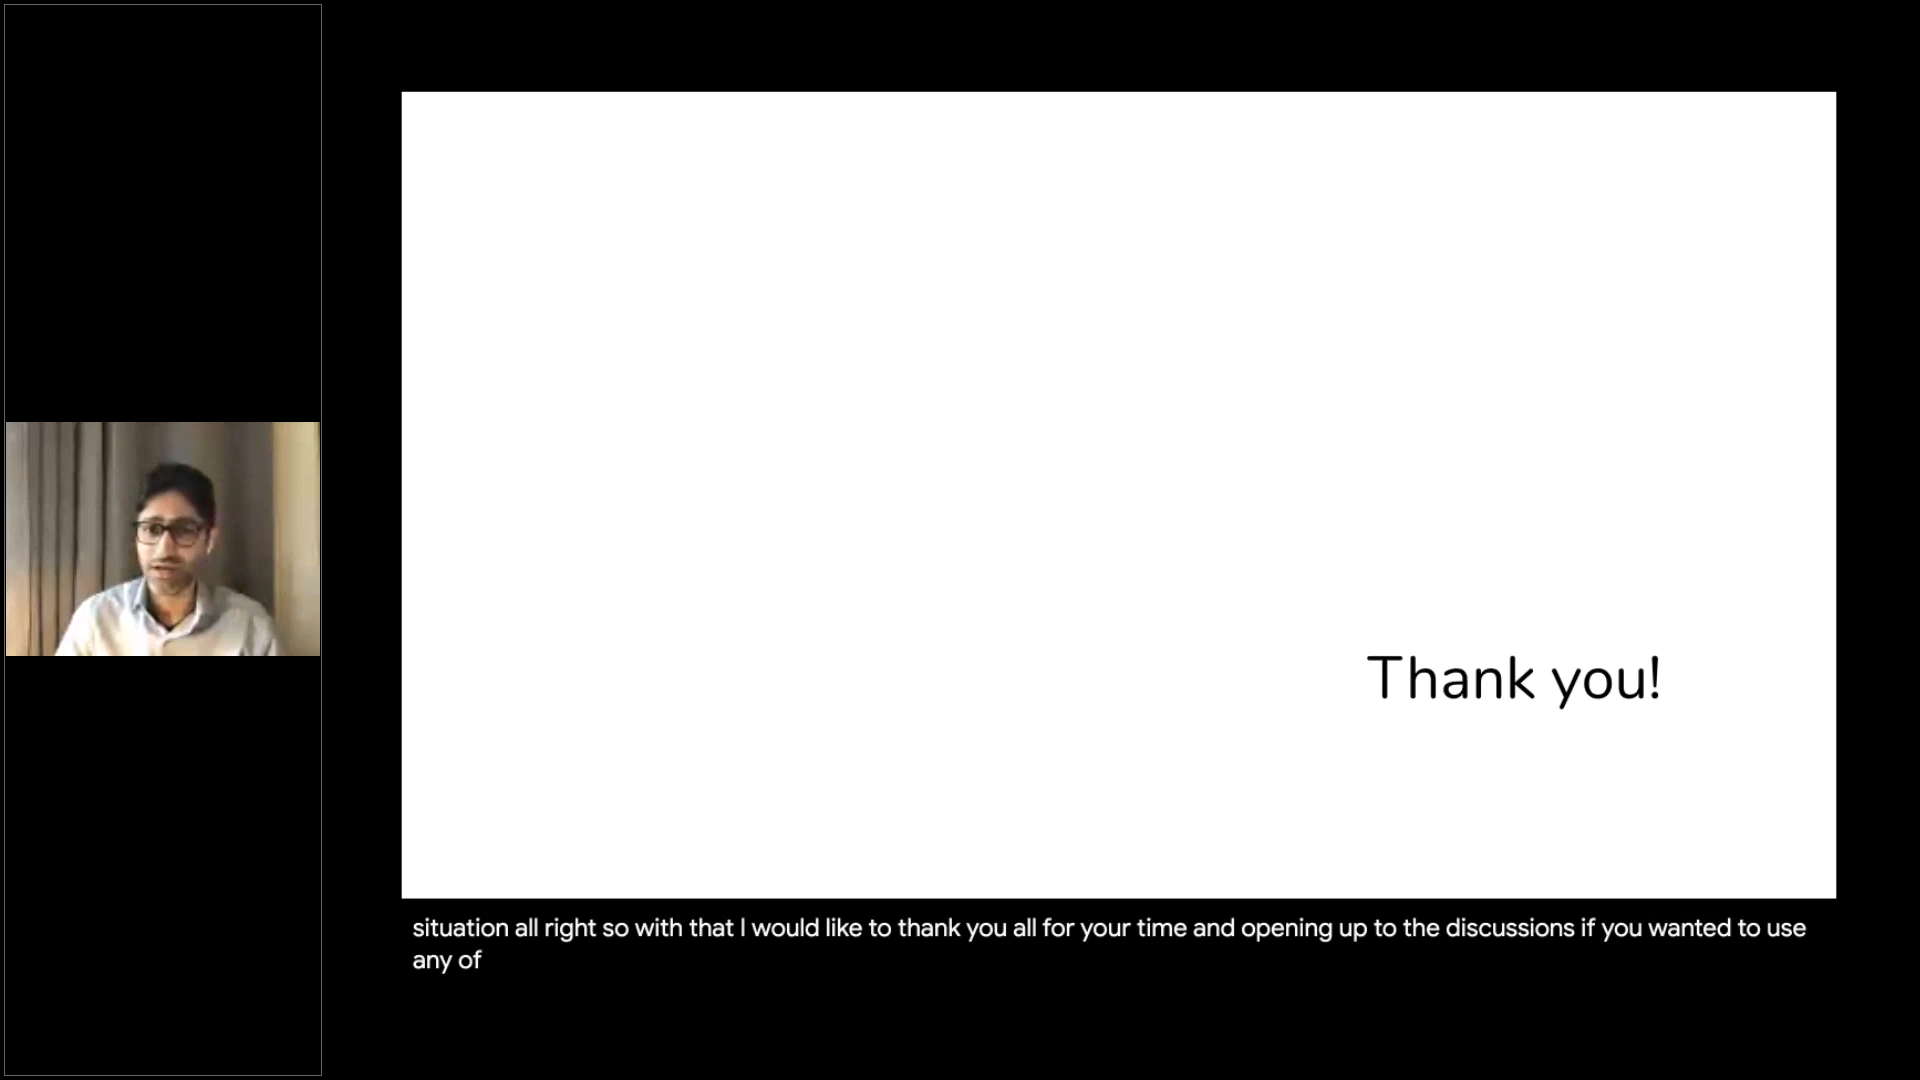 Thank you!
situation all right so with that I would like to thank you all for your time and opening up to the discussions if you wanted to use
any of